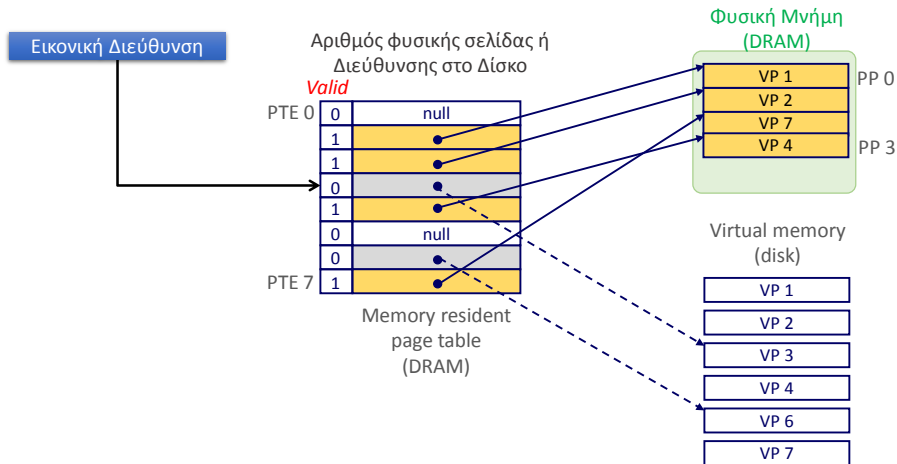 Εικονική Διεύθυνση
Αριθμός φυσικής σελίδας ή
Διεύθυνσης στο Δίσκο
Valid
PTE 0 0 null
1
1
0
1
0 null
0
PTE 7 1
Memory resident
page table
(DRAM)
Φυσική Μνήμη
(DRAM)
VP 1 PP 0
VP 2
VP 7
VP 4 PP 3
Virtual memory
(disk)
VP 1
VP 2
VP 3
VP 4
VP 6
VP 7